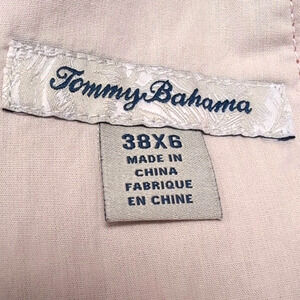 Tommy Bahama
38X6
MADE IN
CHINA
FABRIQUE
EN CHINE